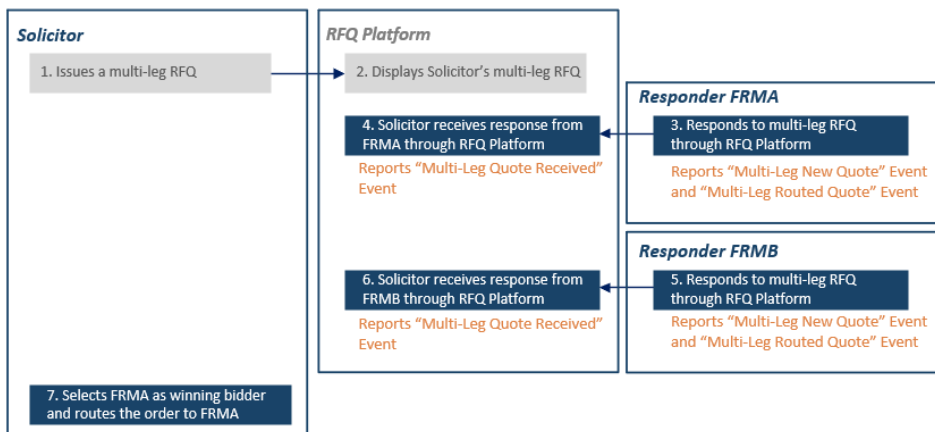 Solicitor
RFQ Platform
1. Issues a multi-leg RFQ
2. Displays Solicitor's multi-leg RFQ
Responder FRMA
4. Solicitor receives response from
FRMA through RFQ Platform
3. Responds to multi-leg RFQ
through RFQ Platform
Reports “Multi-Leg Quote Received”
Event
Reports “Multi-Leg New Quote” Event
and “Multi-Leg Routed Quote” Event
Responder FRMB
6. Solicitor receives response from
FRMB through RFQ Platform
5. Responds to multi-leg RFQ
through RFQ Platform
Reports “Multi-Leg Quote Received”
Event
Reports “Multi-Leg New Quote” Event
and “Multi-Leg Routed Quote” Event
7. Selects FRMA as winning bidder
and routes the order to FRMA